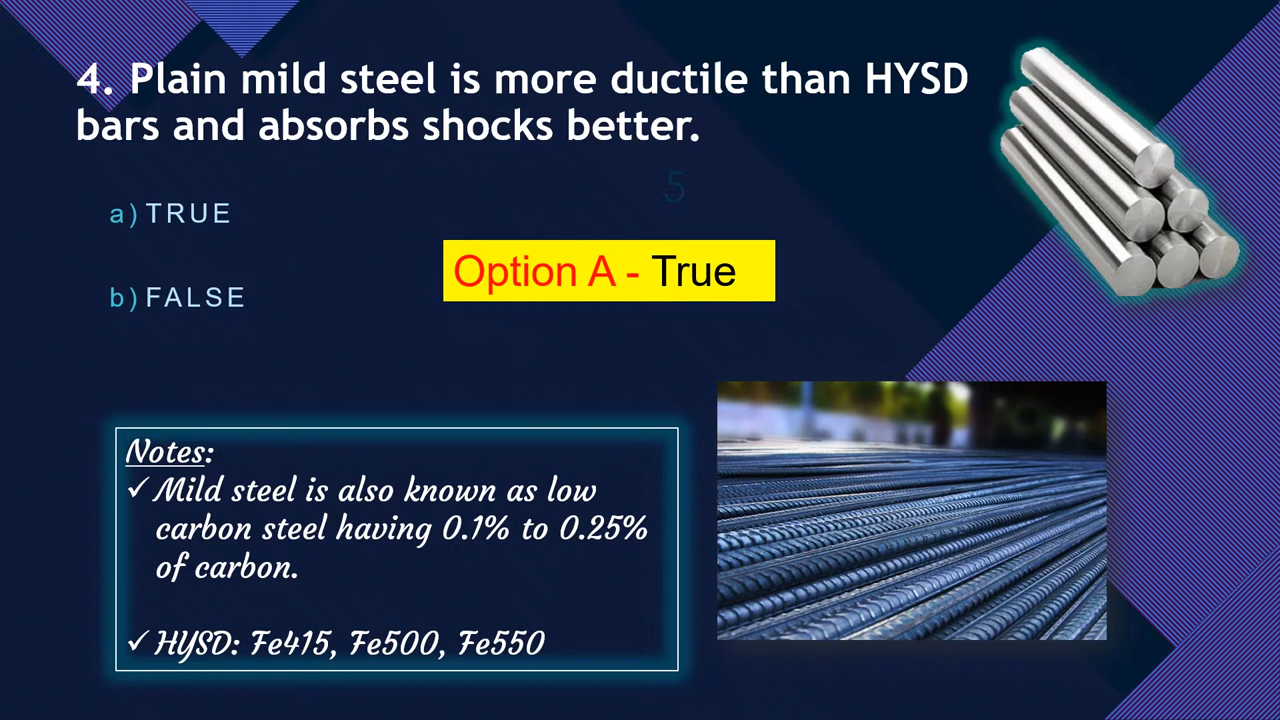 4. Plain mild steel is more ductile than HYSD
bars and absorbs shocks better.
5
a) TRUE
Option A - True
b) FALSE
Notes:
✓ Mild steel is also known as low
carbon steel having 0.1% to 0.25%
of carbon.
✓ HYSD: Fe415, Fe500, Fe550